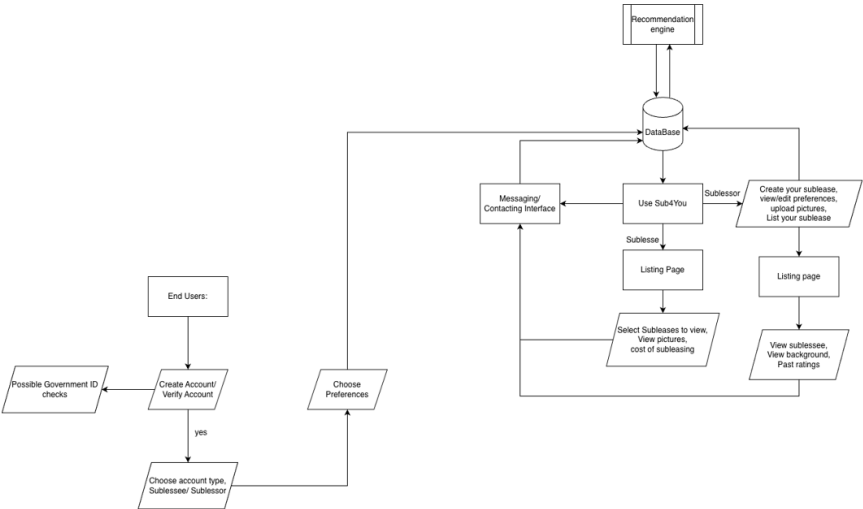 Recommendation
engine
DataBase
Messaging/
Contacting Interface
Use Sub4You
Sublessor
Create your sublease,
view/edit preferences,
upload pictures,
List your sublease
Sublesse
Listing Page
Listing page
End Users:
Select Subleases to view,
View pictures,
cost of subleasing
View sublessee,
View background,
Past ratings
Possible Government ID
checks
Create Account/
Verify Account
Choose
Preferences
yes
Choose account type,
Sublessee/ Sublessor